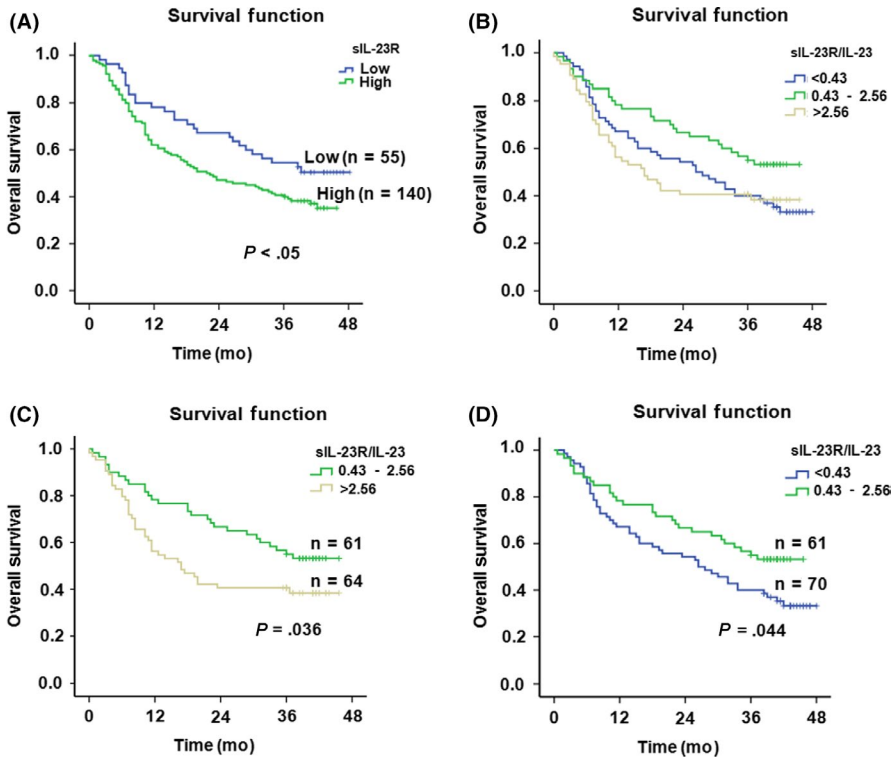 (A)
Survival function
sIL-23R
Low
High
1.0
0.8
0.6
0.4
0.2
0.0
Overall survival
Low (n = 55)
High (n = 140)
P < .05
0 12 24 36 48
Time (mo)
(B)
Survival function
sIL-23R/IL-23
<0.43
0.43 - 2.56
>2.56
1.0
0.8
0.6
0.4
0.2
0.0
Overall survival
0 12 24 36 48
Time (mo)
(C)
Survival function
sIL-23R/IL-23
0.43 - 2.56
>2.56
1.0
0.8
0.6
0.4
0.2
0.0
Overall survival
n = 61
n = 64
P = .036
0 12 24 36 48
Time (mo)
(D)
Survival function
sIL-23R/IL-23
<0.43
0.43 - 2.56
1.0
0.8
0.6
0.4
0.2
0.0
Overall survival
n = 61
n = 70
P = .044
0 12 24 36 48
Time (mo)